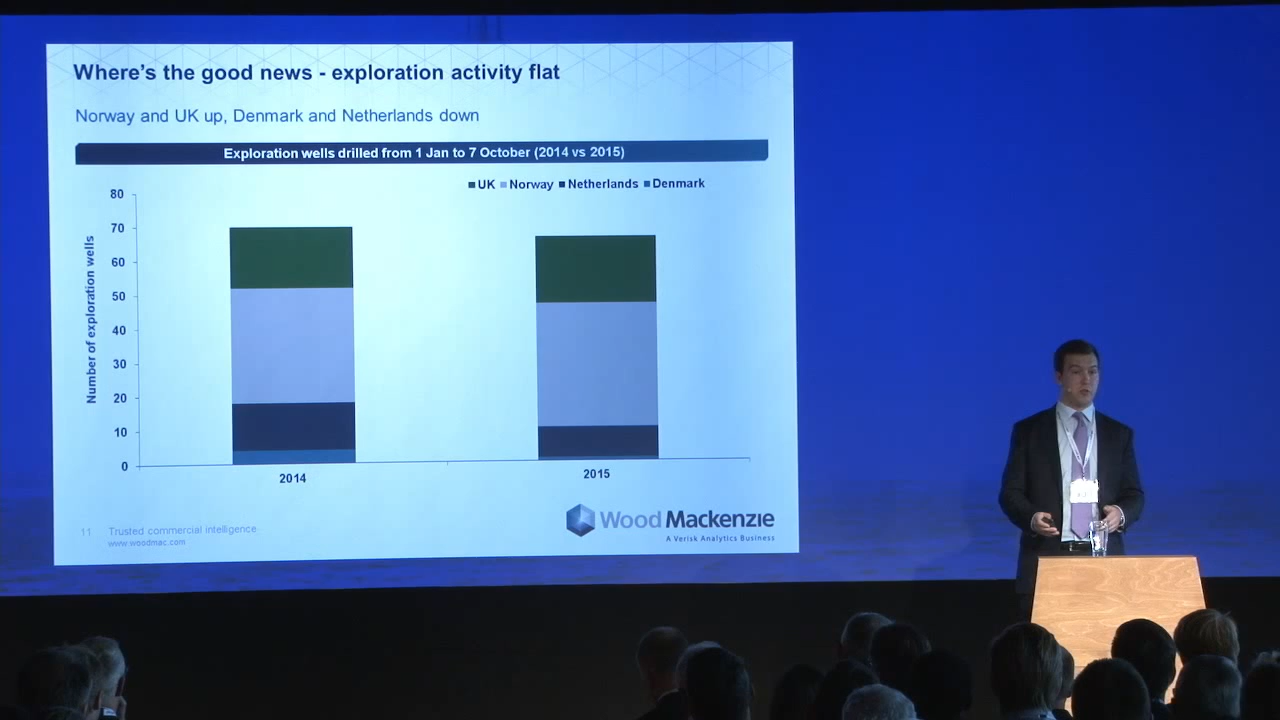 Where's the good news - exploration activity flat
Norway and UK up, Denmark and Netherlands down
Exploration wells drilled from 1 Jan to 7 October (2014 vs 2015)
UK Norway Netherlands Denmark
80
70
60
50
40
30
20
10
0
Number of exploration wells
2014 2015
11 Trusted commercial intelligence
www.woodmac.com
Wood Mackenzie
A Verisk Analytics Business